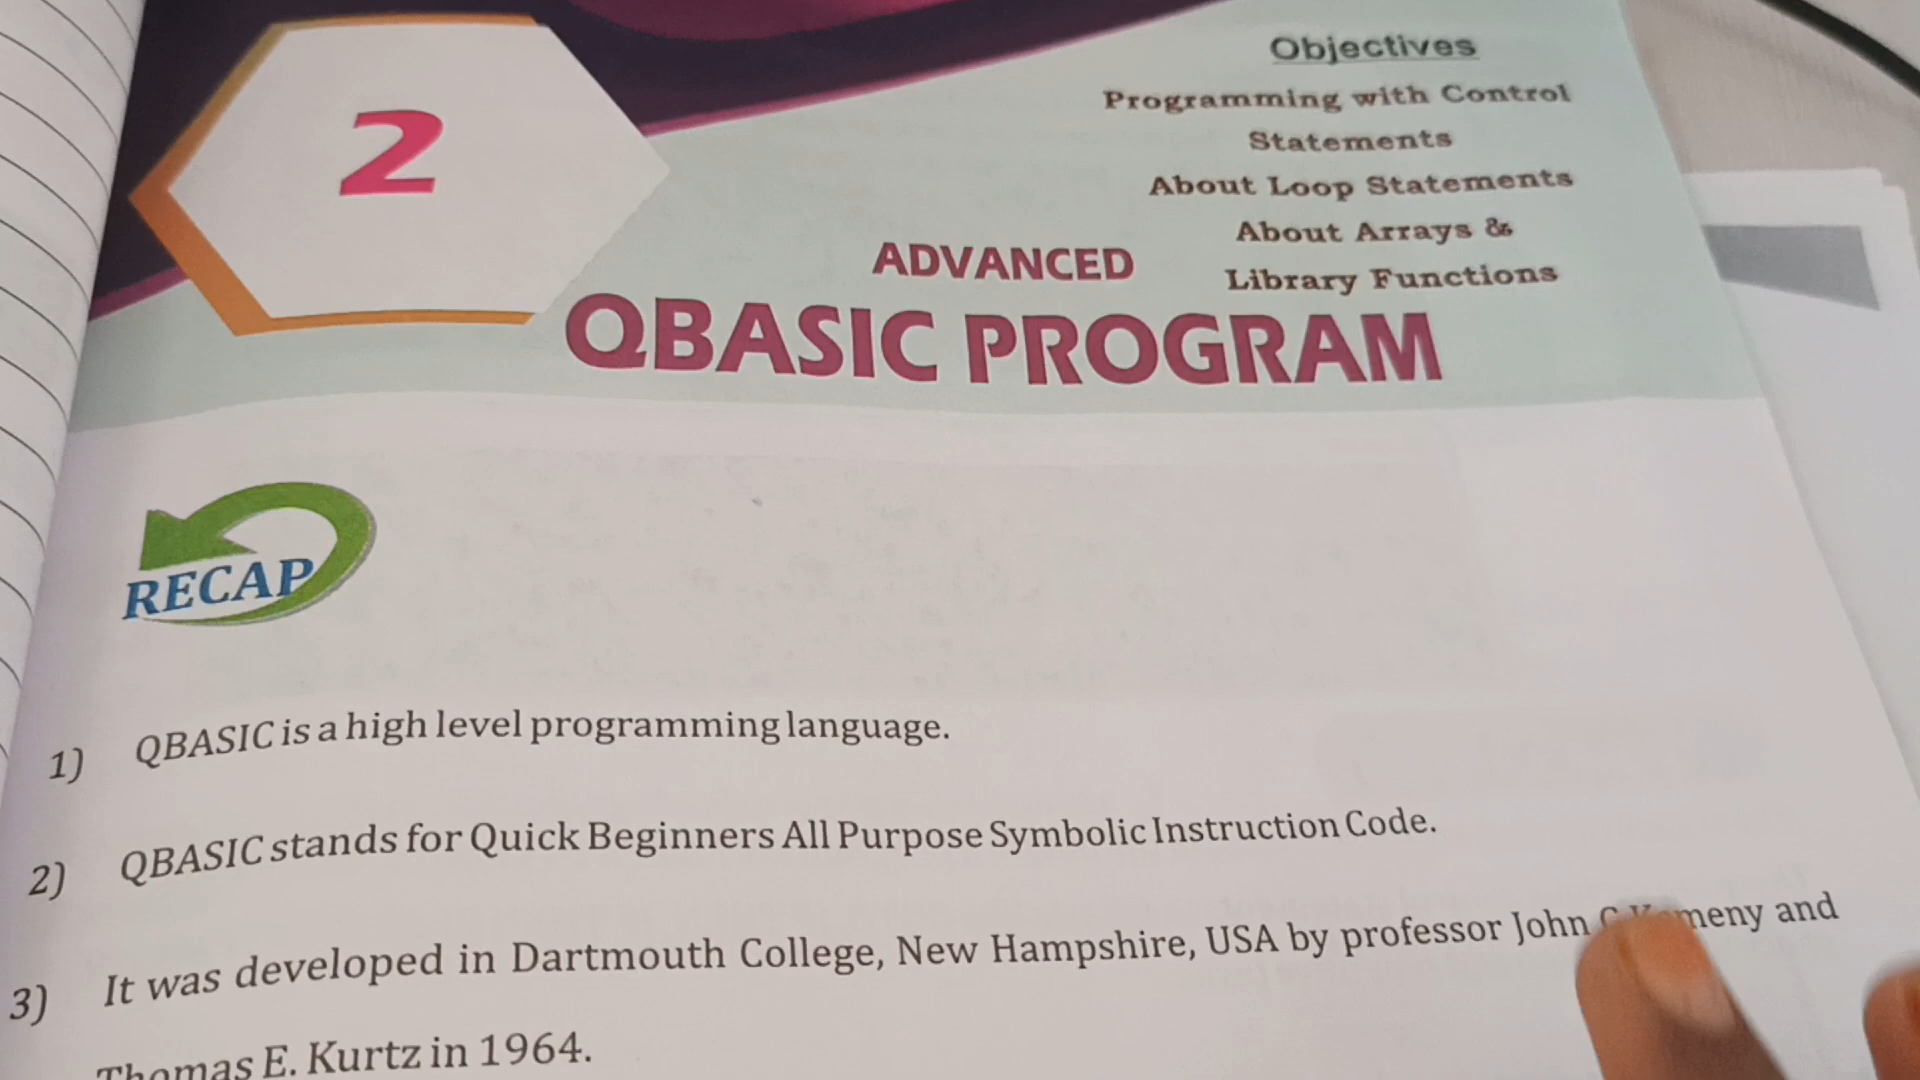 2
Objectives
Programming with Control
Statements
About Loop Statements
About Arrays &
Library Functions
ADVANCED
QBASIC PROGRAM
RECAP
1) QBASIC is a high level programming language.
2) QBASIC stands for Quick Beginners All Purpose Symbolic Instruction Code.
3) It was developed in Dartmouth College, New Hampshire, USA by professor John and
Thomas E. Kurtz in 1964.